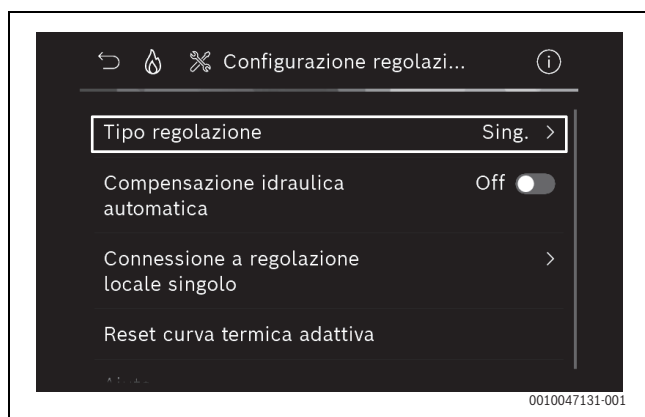 Configurazione regolazi...
Tipo regolazione Sing. >
Compensazione idraulica Off
automatica
Connessione a regolazione >
locale singolo
Reset curva termica adattiva
0010047131-001